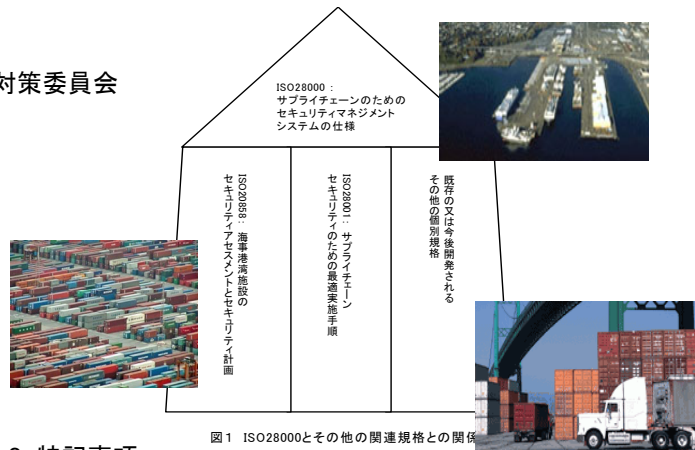 対策委員会
ISO28000:
サプライチェーンのための
セキュリティマネジメント
システムの仕様
ISO20858: 海事港湾施設の
セキュリティアセスメントとセキュリティ計画
ISO28001: サプライチェーン
セキュリティのための最適実施手順
既存の又は今後開発される
その他の個別規格
図1 ISO28000とその他の関連規格との関係